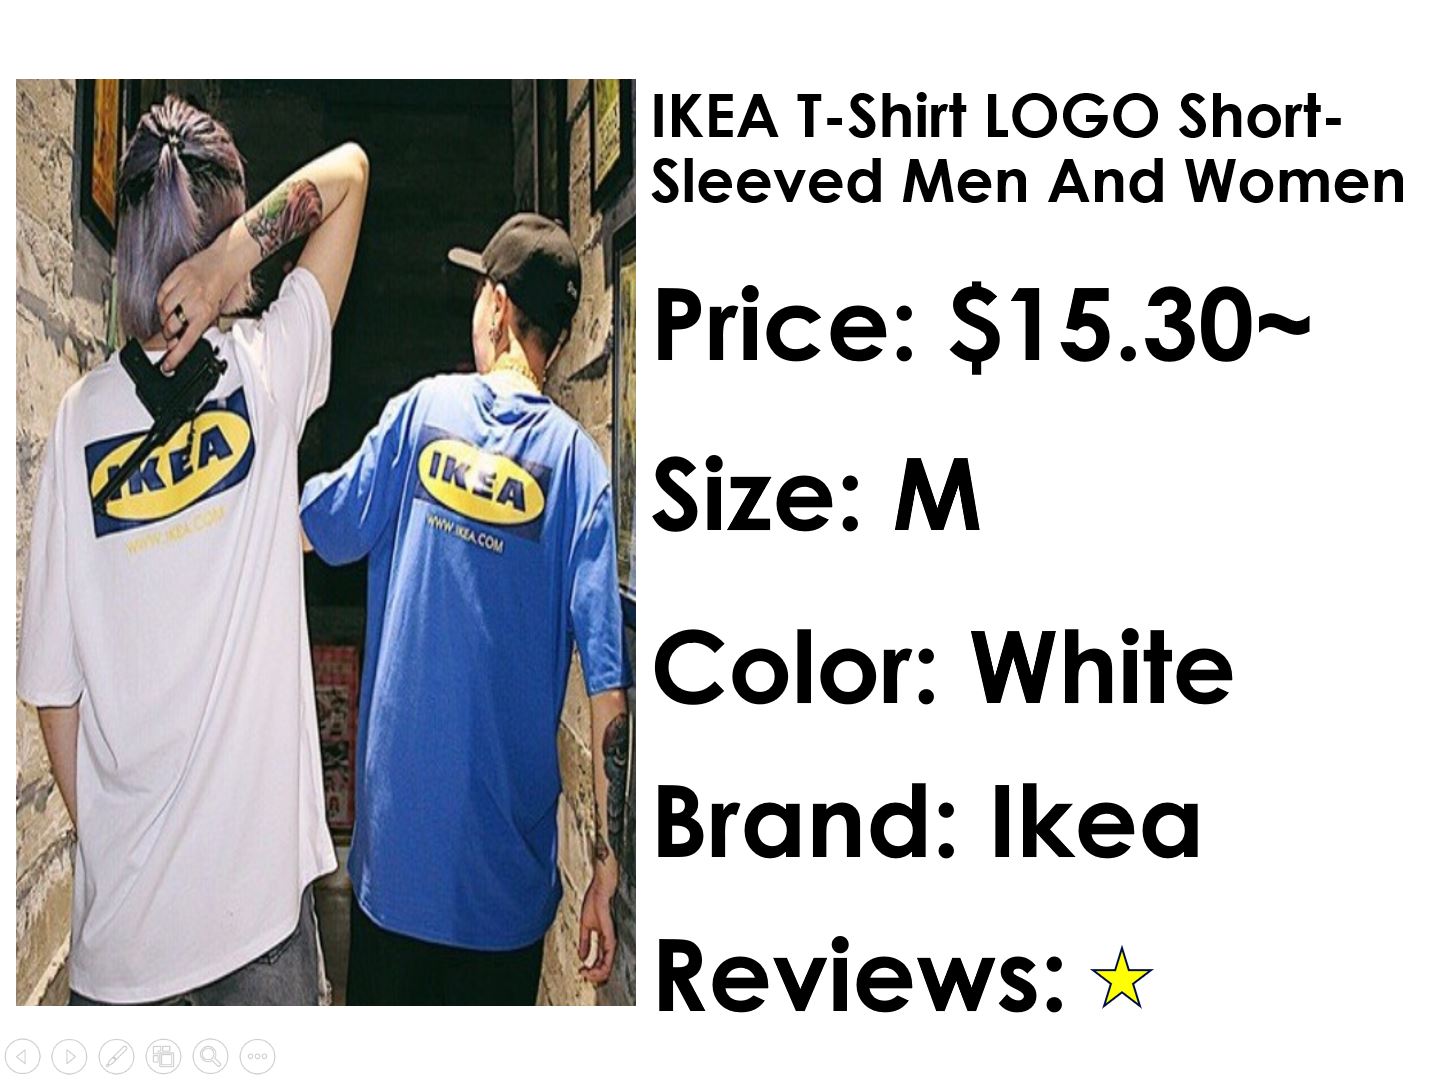 IKEA T-Shirt LOGO Short-
Sleeved Men And Women
Price: $15.30~
Size: M
Color: White
Brand: Ikea
Reviews:
IKEA
WWW.IKEA.COM
IKEA
WWW.IKEA.COM